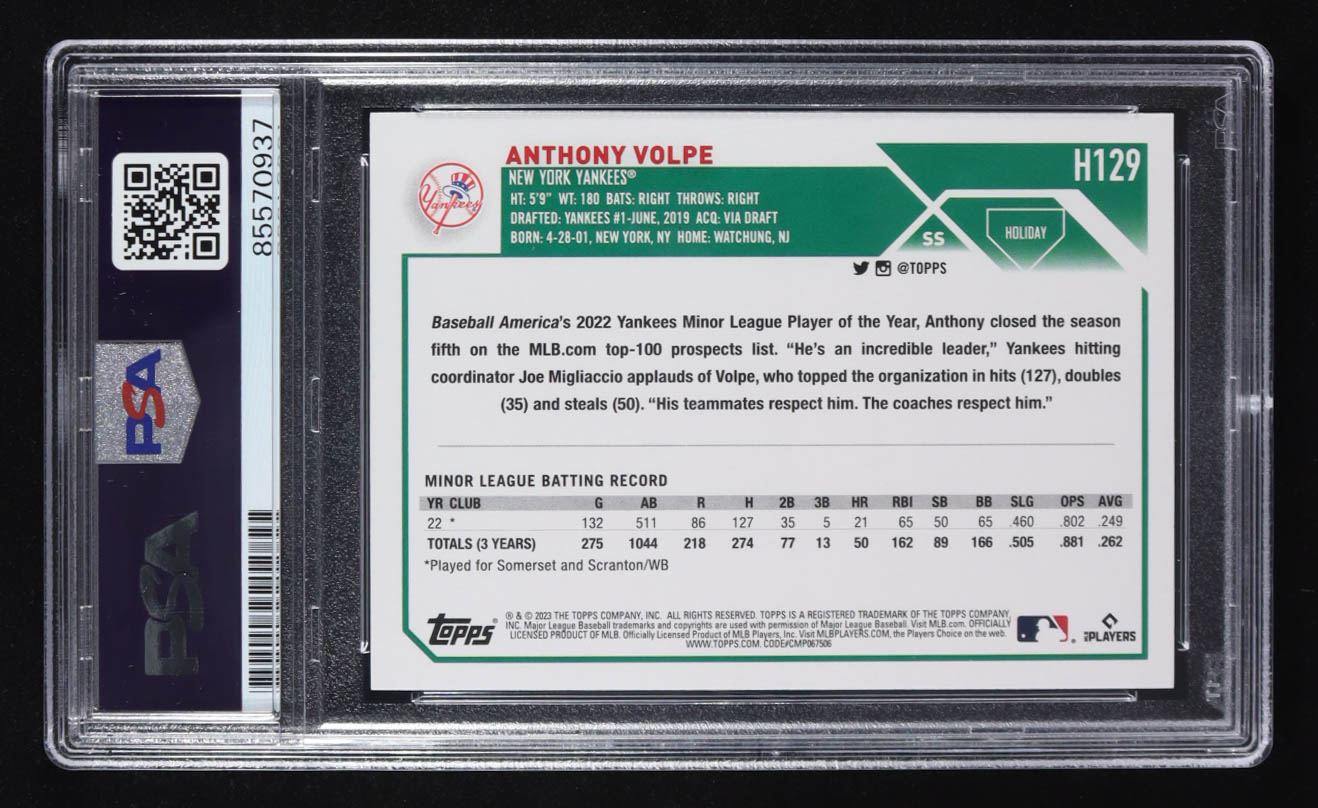 85570937
PSA
PSA
Yankees
ANTHONY VOLPE
NEW YORK YANKEES®
HT: 5'9" WT: 180 BATS: RIGHT THROWS: RIGHT
DRAFTED: YANKEES #1-JUNE, 2019 ACQ: VIA DRAFT
BORN: 4-28-01, NEW YORK, NY HOME: WATCHUNG, NJ
H129
SS
HOLIDAY
@TOPPS
Baseball America's 2022 Yankees Minor League Player of the Year, Anthony closed the season
fifth on the MLB.com top-100 prospects list. “He's an incredible leader,” Yankees hitting
coordinator Joe Migliaccio applauds of Volpe, who topped the organization in hits (127), doubles
(35) and steals (50). “His teammates respect him. The coaches respect him.”
MINOR LEAGUE BATTING RECORD
YR CLUB G AB R H 2B 3B HR RBI SB BB SLG OPS AVG
22 * 132 511 86 127 35 5 21 65 50 65 .460 .802 .249
TOTALS (3 YEARS) 275 1044 218 274 77 13 50 162 89 166 .505 .881 .262
*Played for Somerset and Scranton/WB
Topps®
® & © 2023 THE TOPPS COMPANY, INC. ALL RIGHTS RESERVED. TOPPS IS A REGISTERED TRADEMARK OF THE TOPPS COMPANY,
INC. Major League Baseball trademarks and copyrights are used with permission of Major League Baseball. Visit MLB.com. OFFICIALLY
LICENSED PRODUCT OF MLB. Officially Licensed Product of MLB Players, Inc. Visit MLBPLAYERS.COM, the Players Choice on the web.
WWW.TOPPS.COM. CODE#CMP067506
PLAYERS